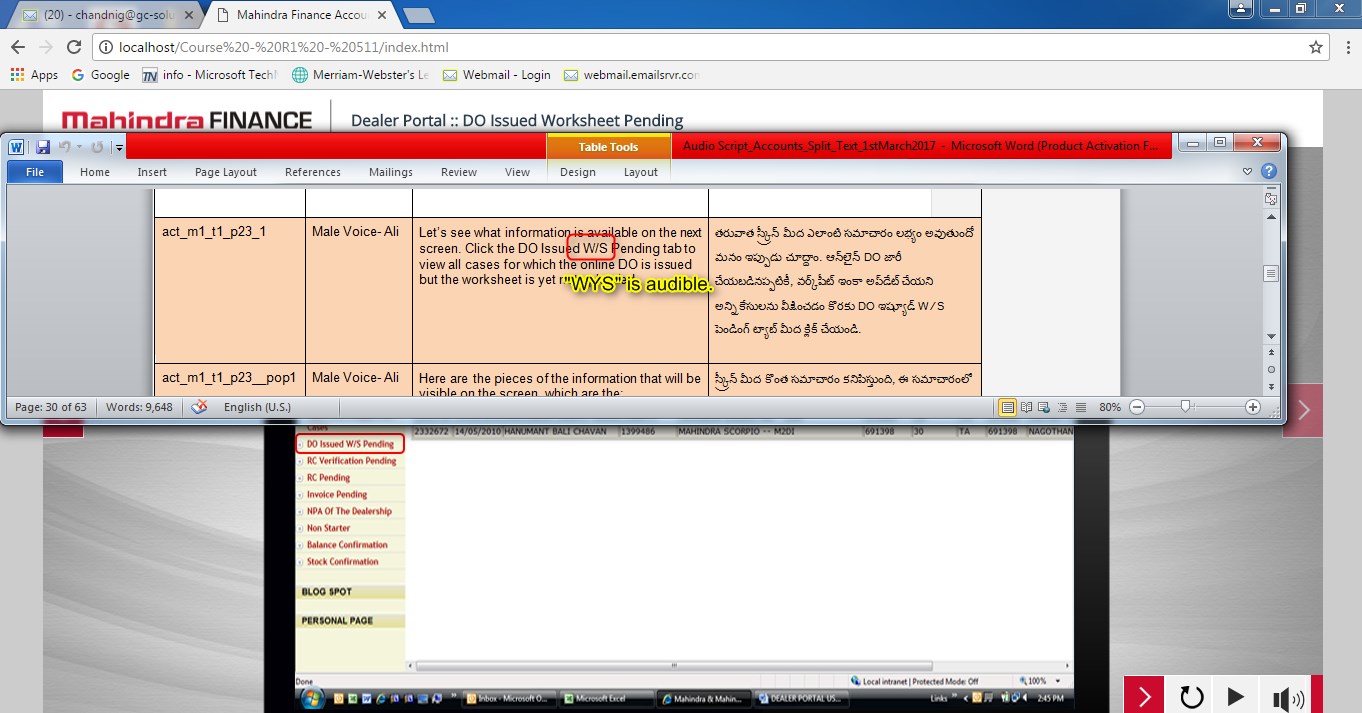 (20) - chandnig@gc-solu
Mahindra Finance Accou
localhost/Course%20-%20R1%20-%20511/index.html
Apps
Google
info - Microsoft Tech
Merriam-Webster's Le
Webmail - Login
webmail.emailsrvr.con
Mahindra FINANCE
Dealer Portal :: DO Issued Worksheet Pending
Table Tools
Audio Script_Accounts_Split_Text_1stMarch2017 - Microsoft Word (Product Activation F...
File
Home
Insert
Page Layout
References
Mailings
Review
View
Design
Layout
act_m1_t1_p23_1
Male Voice- Ali
Let's see what information is available on the next
screen. Click the DO Issued W/S Pending tab to
view all cases for which the online DO is issued
but the worksheet is yet
"WYS" is audible.
తరువాత స్క్రీన్ మీద ఎలాంటి సమాచారం లభ్యం అవుతుందో
మనం ఇప్పుడు చూద్దాం. ఆన్‌లైన్ DO జారీ
చేయబడినప్పటికీ, వర్క్‌షీట్ ఇంకా అప్‌డేట్ చేయని
అన్ని కేసులను వీక్షించడం కొరకు DO ఇష్యూడ్ W/S
పెండింగ్ ట్యాబ్ మీద క్లిక్ చేయండి.
act_m1_t1_p23__pop1
Male Voice- Ali
Here are the pieces of the information that will be
visible on the screen, which are the:
స్క్రీన్ మీద కొంత సమాచారం కనిపిస్తుంది, ఈ సమాచారంలో
Page: 30 of 63
Words: 9,648
English (U.S.)
80%
Cases
2332672 14/05/2010 HANUMANT BALI CHAVAN 1399486 MAHINDRA SCORPIO -- M2DI 691398 30 TA 691398 NAGOTHAN
DO Issued W/S Pending
RC Verification Pending
RC Pending
Invoice Pending
NPA Of The Dealership
Non Starter
Balance Confirmation
Stock Confirmation
BLOG SPOT
PERSONAL PAGE
Done
Local intranet | Protected Mode: Off
100%
Inbox - Microsoft O...
Microsoft Excel
Mahindra & Mahin...
DEALER PORTAL US...
Links
2:45 PM